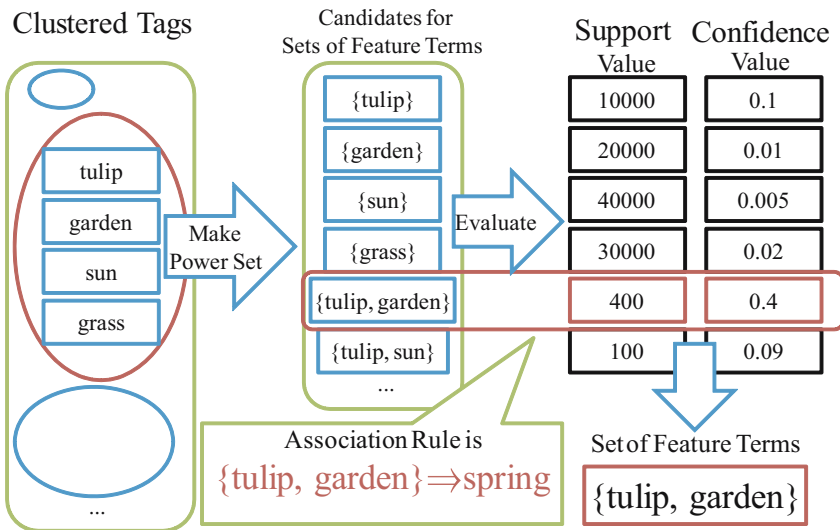 Clustered Tags
tulip
garden
sun
grass
...
Make
Power Set
Candidates for
Sets of Feature Terms
{tulip}
{garden}
{sun}
{grass}
{tulip, garden}
{tulip, sun}
...
Evaluate
Support
Value
10000
20000
40000
30000
400
100
Confidence
Value
0.1
0.01
0.005
0.02
0.4
0.09
Association Rule is
{tulip, garden}⇒spring
Set of Feature Terms
{tulip, garden}